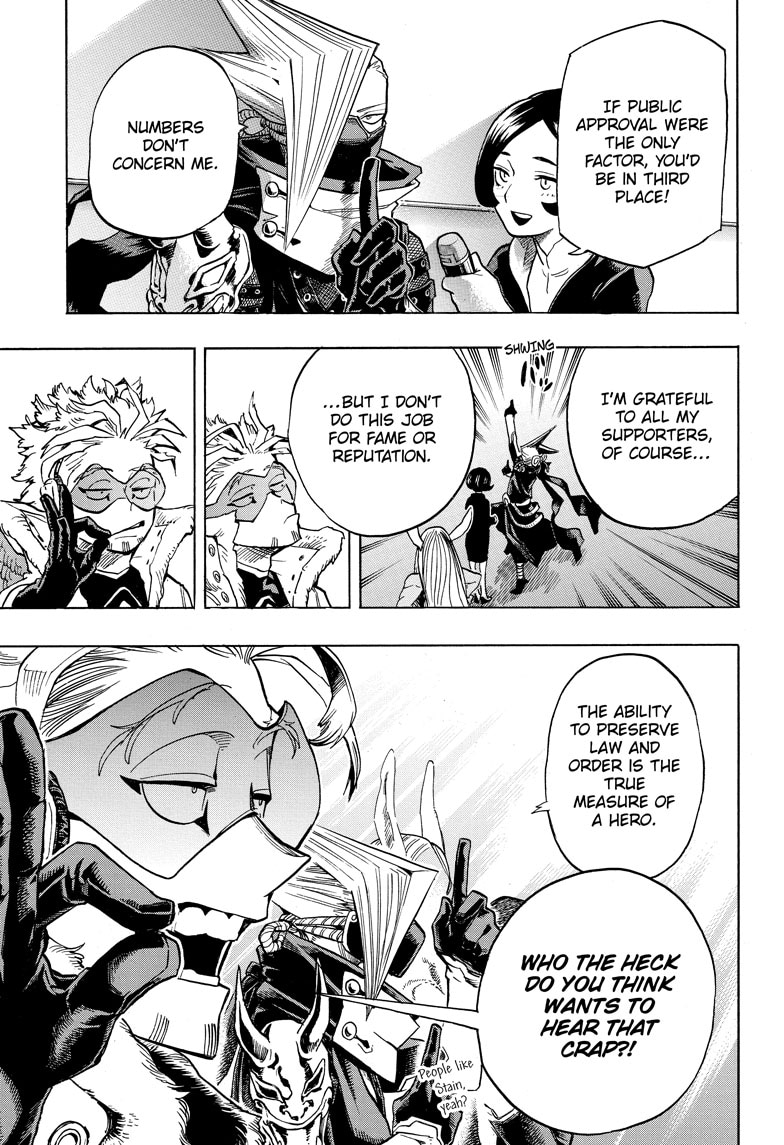 IF PUBLIC
APPROVAL WERE
THE ONLY
FACTOR, YOU'D
BE IN THIRD
PLACE!
NUMBERS
DON'T
CONCERN ME.
SHWING
I'M GRATEFUL
TO ALL MY
SUPPORTERS,
OF COURSE...
...BUT I DON'T
DO THIS JOB
FOR FAME OR
REPUTATION.
THE ABILITY
TO PRESERVE
LAW AND
ORDER IS THE
TRUE
MEASURE OF
A HERO.
WHO THE HECK
DO YOU THINK
WANTS TO
HEAR THAT
CRAP?!
People like
Stain,
yeah?